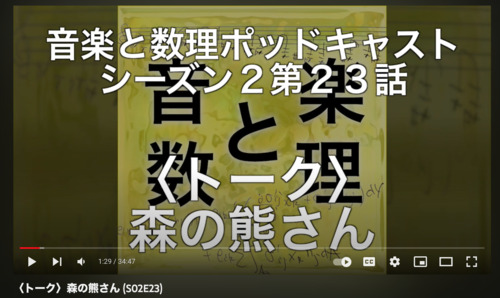 音楽と数理ポッドキャスト
シーズン２第２３話
音楽
と
数理
〈トーク〉
森の熊さん
1:29 / 34:47
CC
〈トーク〉森の熊さん (S02E23)